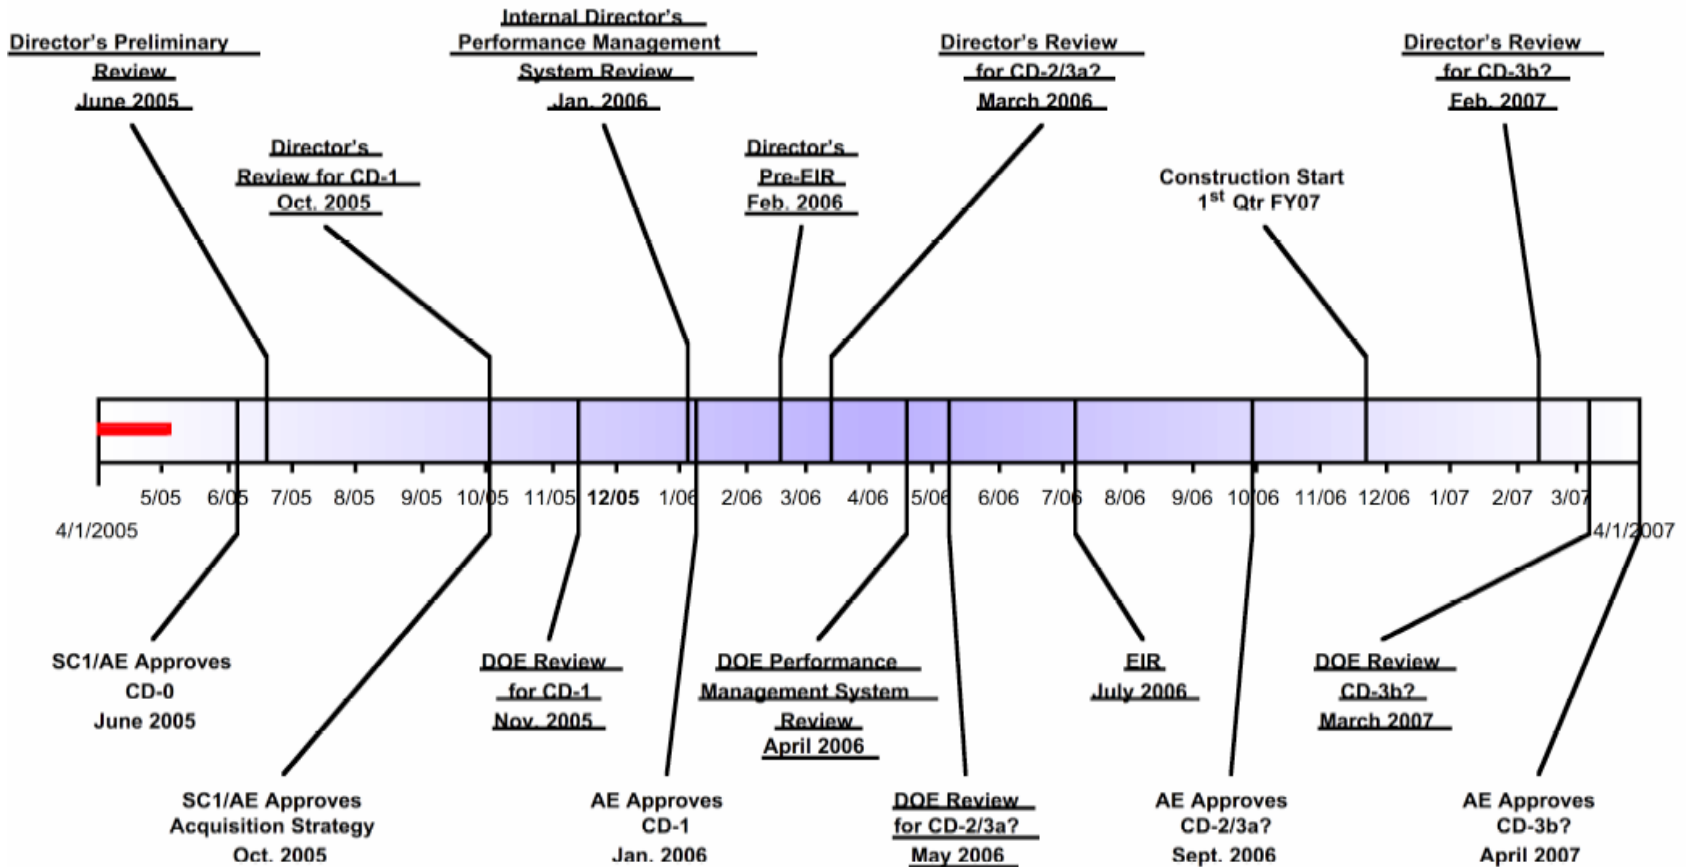 Director's Preliminary
Review
June 2005
Director's
Review for CD-1
Oct. 2005
Internal Director's
Performance Management
System Review
Jan. 2006
Director's
Pre-EIR
Feb. 2006
Director's Review
for CD-2/3a?
March 2006
Construction Start
1st Qtr FY07
Director's Review
for CD-3b?
Feb. 2007
5/05 6/05 7/05 8/05 9/05 10/05 11/05 12/05 1/06 2/06 3/06 4/06 5/06 6/06 7/06 8/06 9/06 10/06 11/06 12/06 1/07 2/07 3/07
4/1/2005 4/1/2007
SC1/AE Approves
CD-0
June 2005
SC1/AE Approves
Acquisition Strategy
Oct. 2005
DOE Review
for CD-1
Nov. 2005
AE Approves
CD-1
Jan. 2006
DOE Performance
Management System
Review
April 2006
DOE Review
for CD-2/3a?
May 2006
EIR
July 2006
AE Approves
CD-2/3a?
Sept. 2006
DOE Review
CD-3b?
March 2007
AE Approves
CD-3b?
April 2007